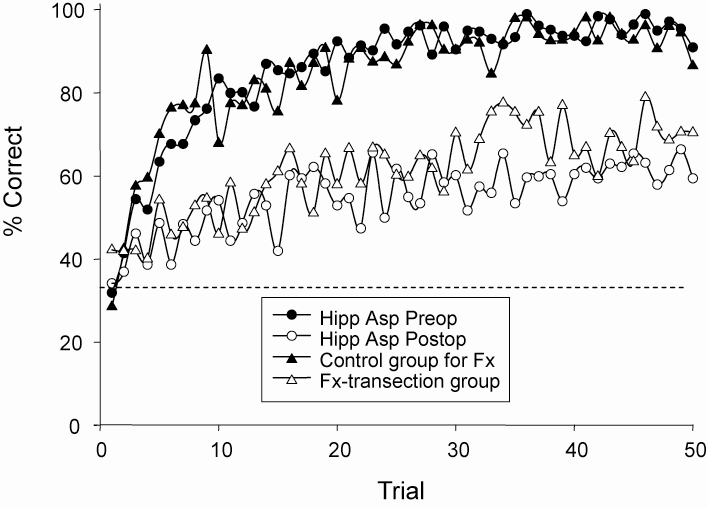 100
80
60
40
20
0
% Correct
Hipp Asp Preop
Hipp Asp Postop
Control group for Fx
Fx-transection group
0 10 20 30 40 50
Trial